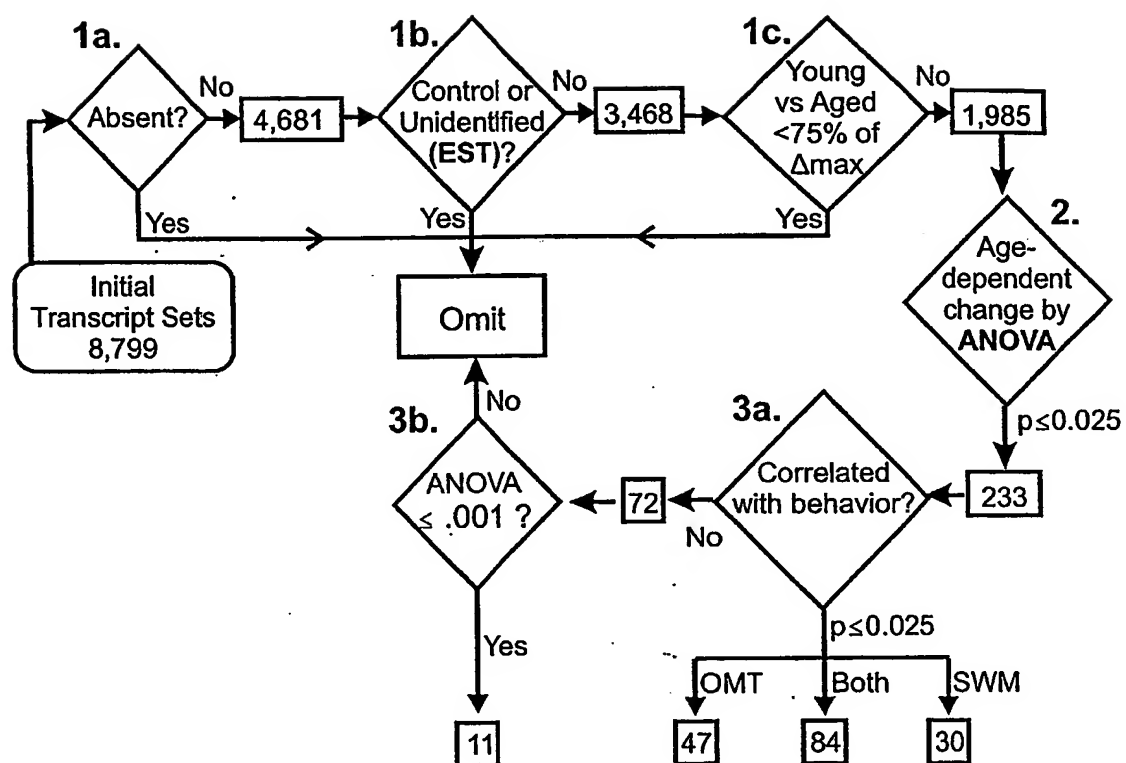 1a.
Absent?
No
4,681
1b.
Control or
Unidentified
(EST)?
No
3,468
1c.
Young
vs Aged
<75% of
Δmax
No
1,985
Yes
Yes
Yes
Initial
Transcript Sets
8,799
Omit
2.
Age-
dependent
change by
ANOVA
p≤0.025
233
3a.
Correlated
with behavior?
No
72
3b.
ANOVA
≤ .001 ?
No
Yes
11
p≤0.025
OMT
Both
SWM
47
84
30